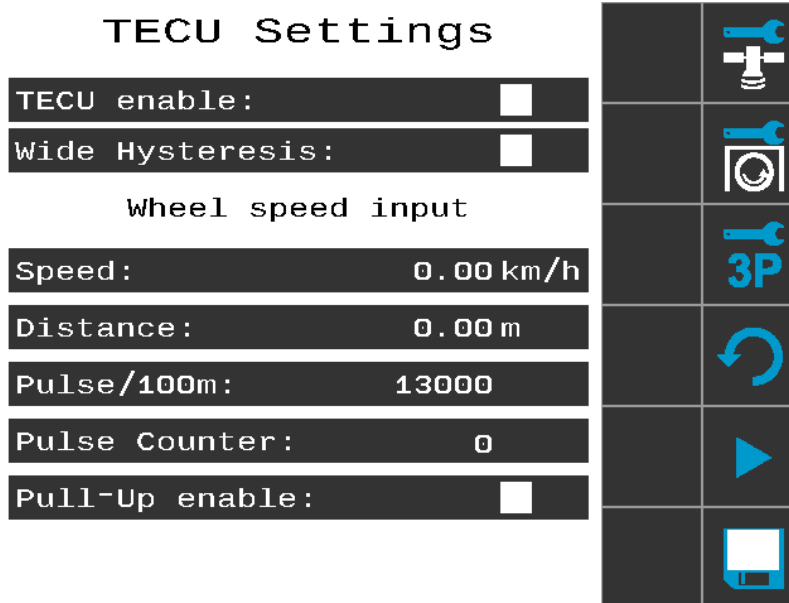 TECU Settings
TECU enable:
Wide Hysteresis:
Wheel speed input
Speed: 0.00 km/h
Distance: 0.00 m
Pulse/100m: 13000
Pulse Counter: 0
Pull-Up enable:
3P